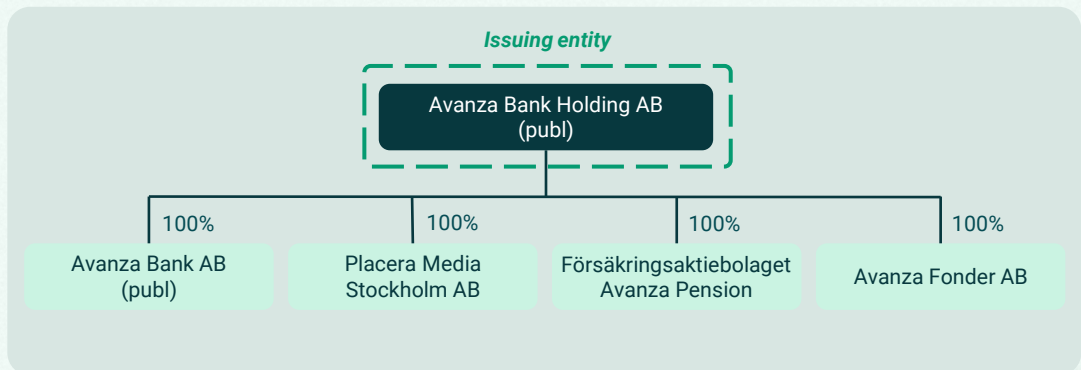 Issuing entity
Avanza Bank Holding AB
(publ)
100%
100%
100%
100%
Avanza Bank AB
(publ)
Placera Media
Stockholm AB
Försäkringsaktiebolaget
Avanza Pension
Avanza Fonder AB